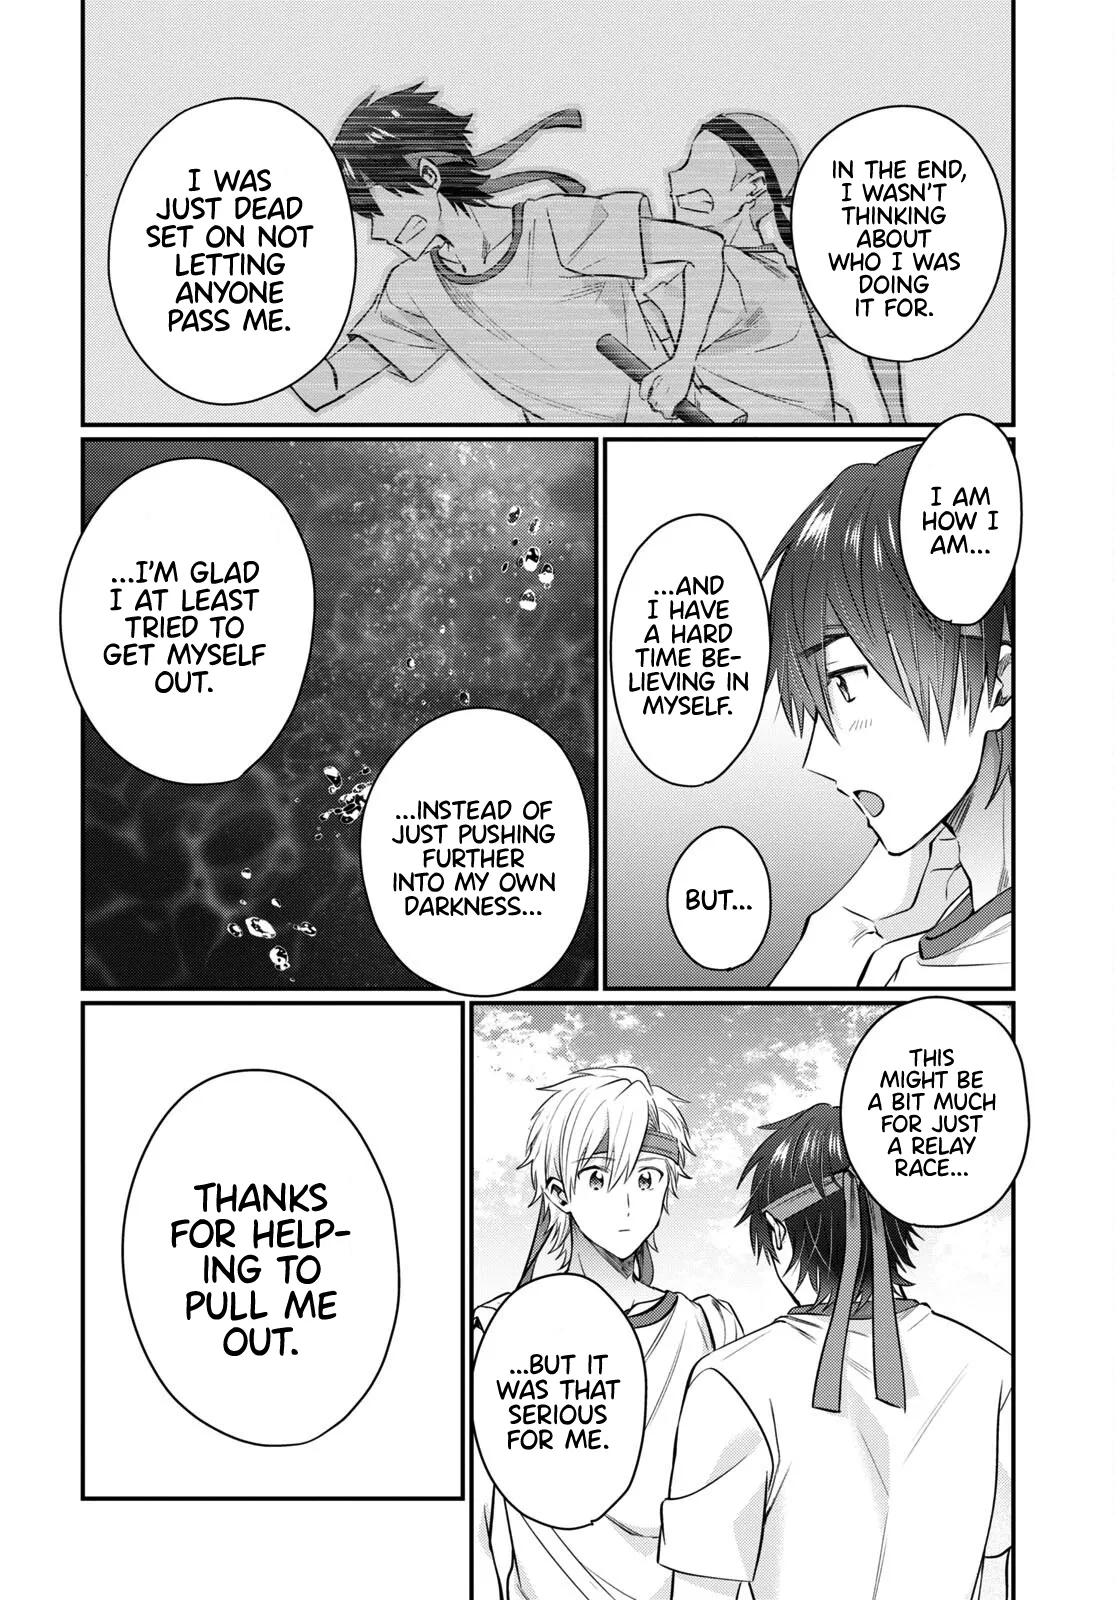 IN THE END,
I WASN'T
THINKING
ABOUT
WHO I WAS
DOING
IT FOR.
I WAS
JUST DEAD
SET ON NOT
LETTING
ANYONE
PASS ME.
I AM
HOW I
AM...
...AND
I HAVE
A HARD
TIME BE-
LIEVING IN
MYSELF.
BUT...
...I'M GLAD
I AT LEAST
TRIED TO
GET MYSELF
OUT.
...INSTEAD OF
JUST PUSHING
FURTHER
INTO MY OWN
DARKNESS...
THIS
MIGHT BE
A BIT MUCH
FOR JUST
A RELAY
RACE...
...BUT IT
WAS THAT
SERIOUS
FOR ME.
THANKS
FOR HELP-
ING TO
PULL ME
OUT.